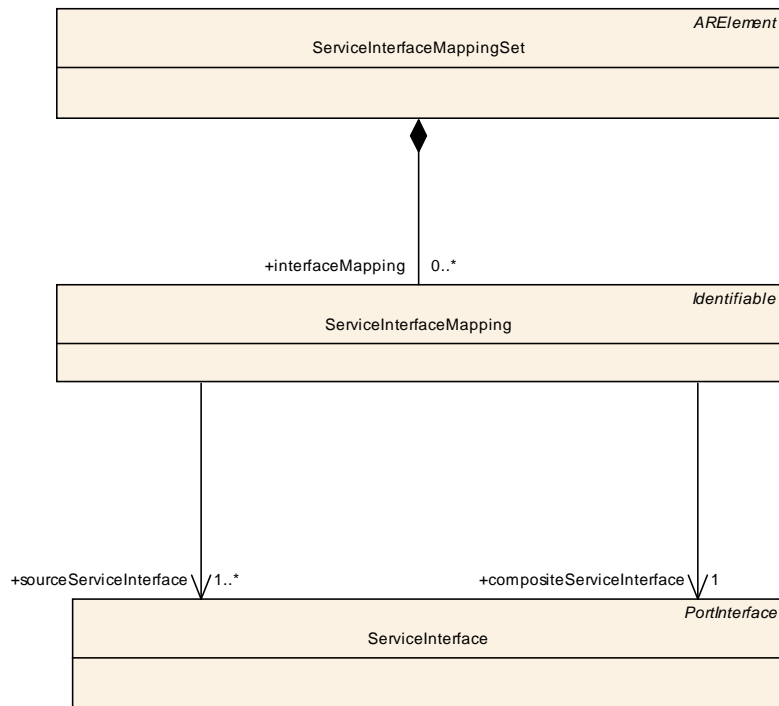 ARElement
ServiceInterfaceMappingSet
+interfaceMapping 0..*
Identifiable
ServiceInterfaceMapping
+sourceServiceInterface 1..* +compositeServiceInterface 1
PortInterface
ServiceInterface